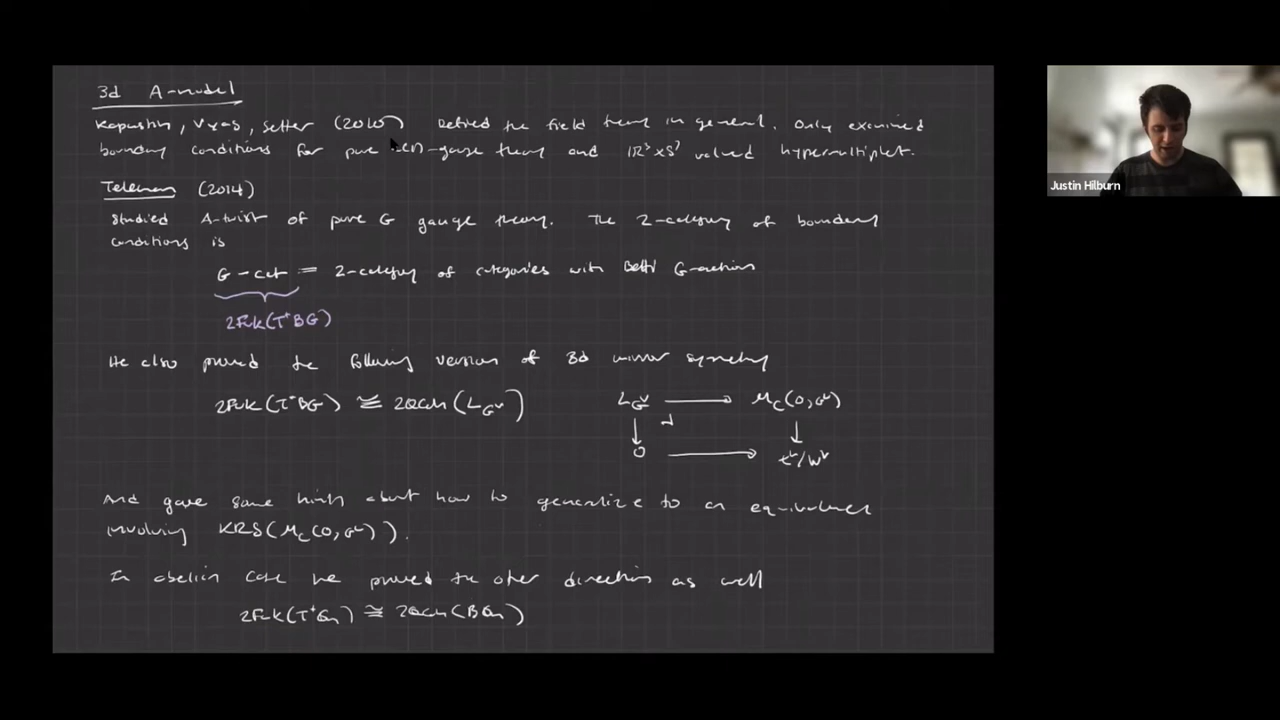 3d A-model
Kapustin, Vyas, Setter (2010) Defined the field theory in general. Only examined
boundary conditions for pure U(1)-gauge theory and ℝ³×S¹ valued hypermultiplet.
Teleman (2014)
Studied A-twist of pure G gauge theory. The 2-category of boundary
conditions is
G-cat = 2-category of categories with Betti G-actions
2Fuk(T*BG)
He also proved the following version of 3d mirror symmetry
2Fuk(T*BG) ≅ 2QCoh(L_G^∨)
L_G^∨ → M_C(0,G^∨)
↓ ⌟ ↓
0 → t^∨/W^∨
And gave some hints about how to generalize to an equivalence
involving KRS(M_C(0,G^∨)).
In abelian case he proved the other direction as well
2Fuk(T*Gm) ≅ 2QCoh(BGm)
Justin Hilburn